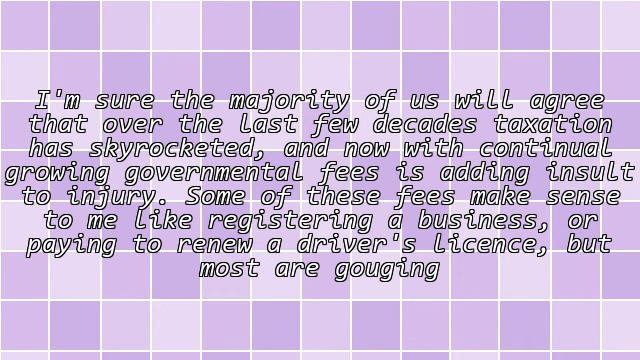 I'm sure the majority of us will agree
that over the last few decades taxation
has skyrocketed, and now with continual
growing governmental fees is adding insult
to injury. Some of these fees make sense
to me like registering a business, or
paying to renew a driver's licence, but
most are gouging